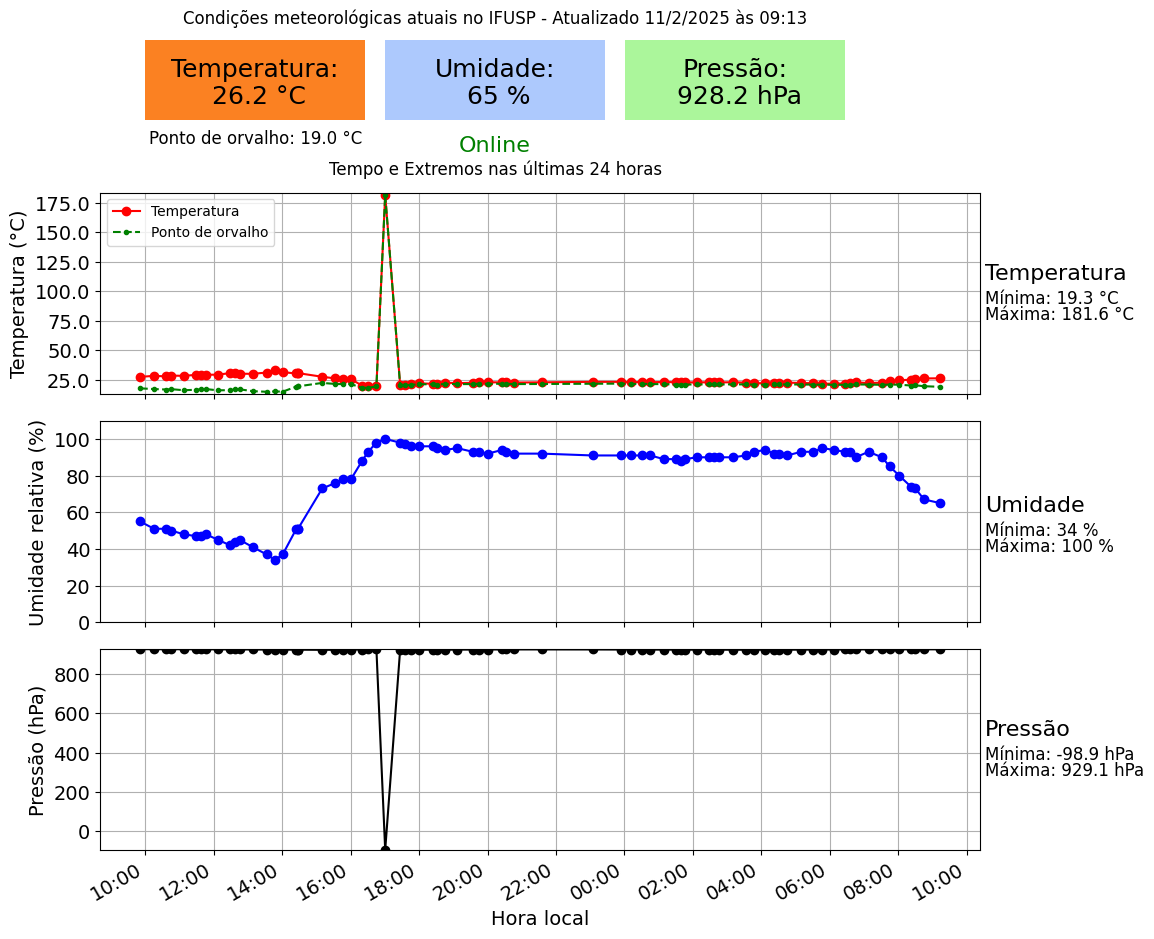 Condições meteorológicas atuais no IFUSP - Atualizado 11/2/2025 às 09:13
Temperatura:
26.2 °C
Umidade:
65 %
Pressão:
928.2 hPa
Ponto de orvalho: 19.0 °C
Online
Tempo e Extremos nas últimas 24 horas
Temperatura (°C)
175.0
150.0
125.0
100.0
75.0
50.0
25.0
Temperatura
Ponto de orvalho
Temperatura
Mínima: 19.3 °C
Máxima: 181.6 °C
Umidade relativa (%)
100
80
60
40
20
0
Umidade
Mínima: 34 %
Máxima: 100 %
Pressão (hPa)
800
600
400
200
0
Pressão
Mínima: -98.9 hPa
Máxima: 929.1 hPa
10:00 12:00 14:00 16:00 18:00 20:00 22:00 00:00 02:00 04:00 06:00 08:00 10:00
Hora local